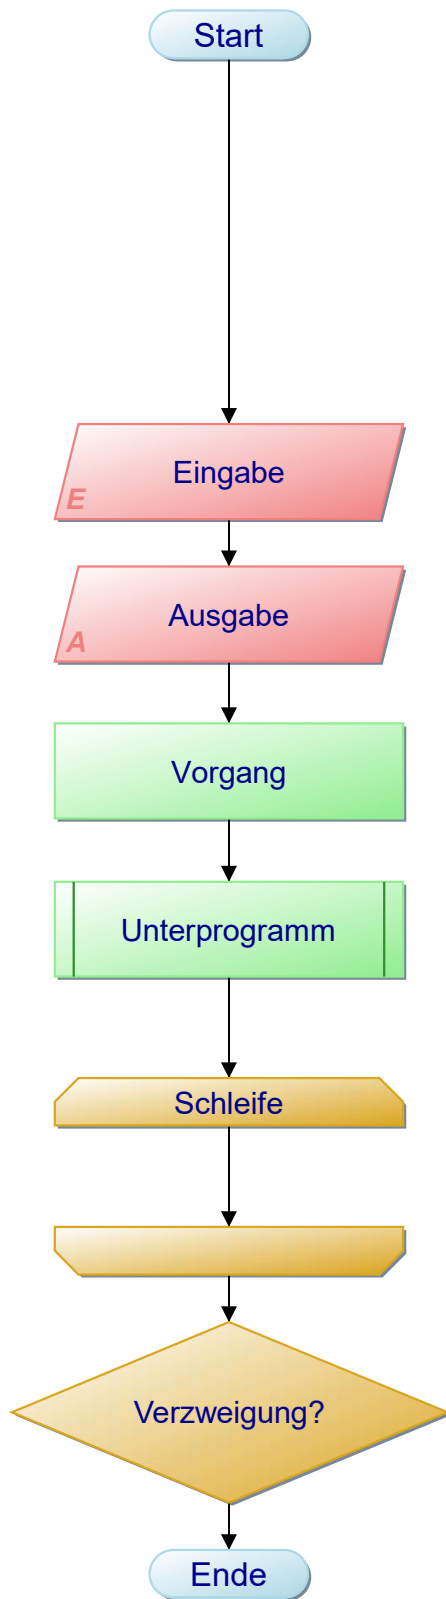 Start
Eingabe
E
Ausgabe
A
Vorgang
Unterprogramm
Schleife
Verzweigung?
Ende